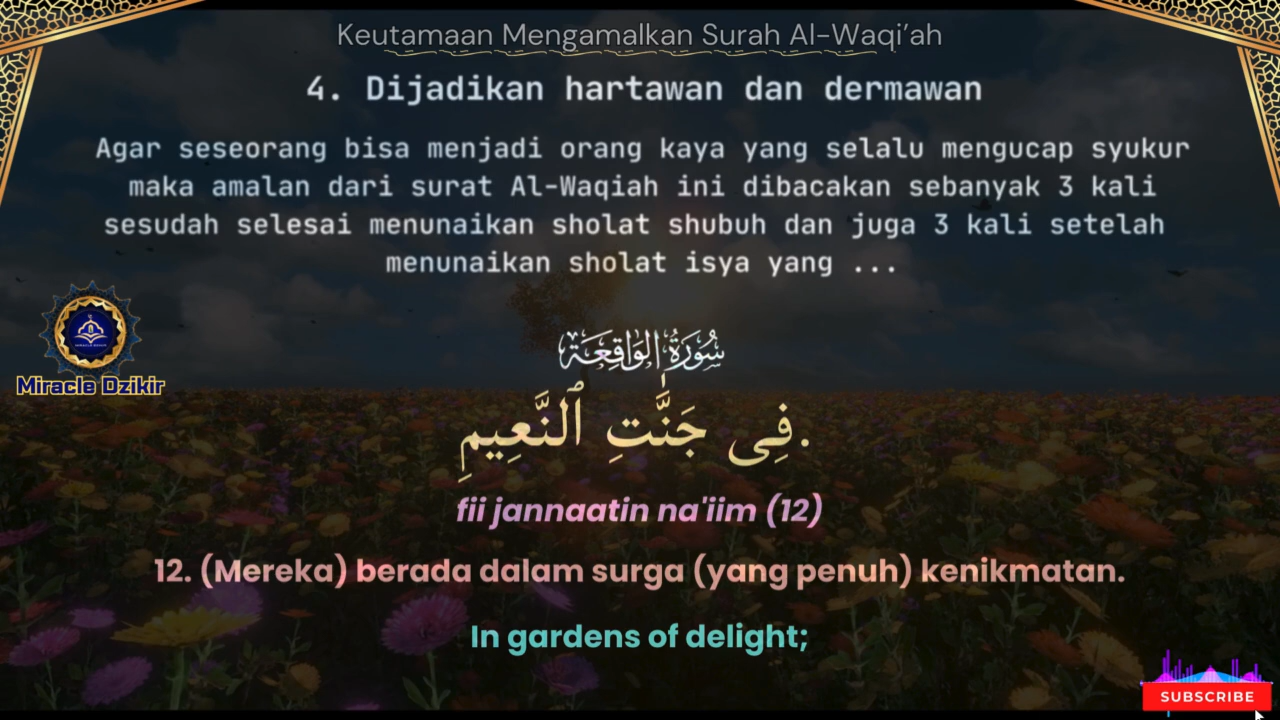 Keutamaan Mengamalkan Surah Al-Waqi’ah
4. Dijadikan hartawan dan dermawan
Agar seseorang bisa menjadi orang kaya yang selalu mengucap syukur
maka amalan dari surat Al-Waqiah ini dibacakan sebanyak 3 kali
sesudah selesai menunaikan sholat shubuh dan juga 3 kali setelah
menunaikan sholat isya yang ...
Miracle Dzikir
سُورَةُ الوَاقِعَة
فِى جَنَّٰتِ ٱلنَّعِيمِ.
fii jannaatin na'iim (12)
12. (Mereka) berada dalam surga (yang penuh) kenikmatan.
In gardens of delight;
SUBSCRIBE